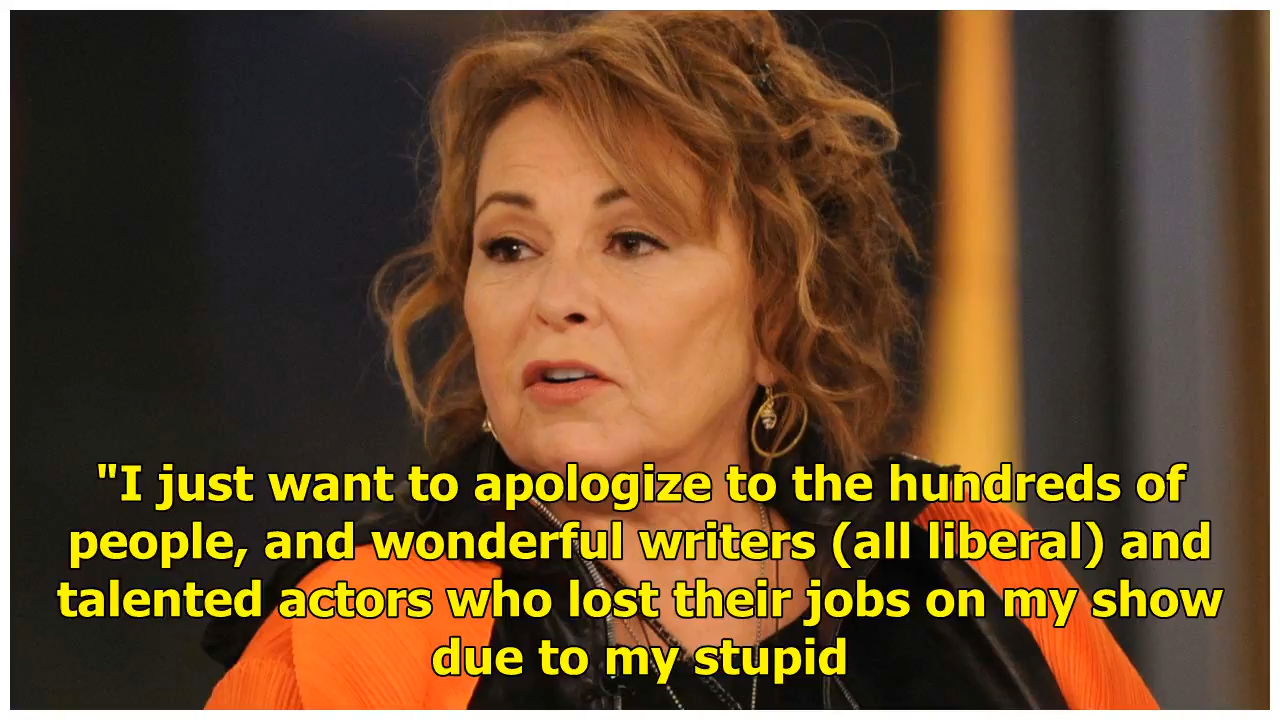 "I just want to apologize to the hundreds of
people, and wonderful writers (all liberal) and
talented actors who lost their jobs on my show
due to my stupid